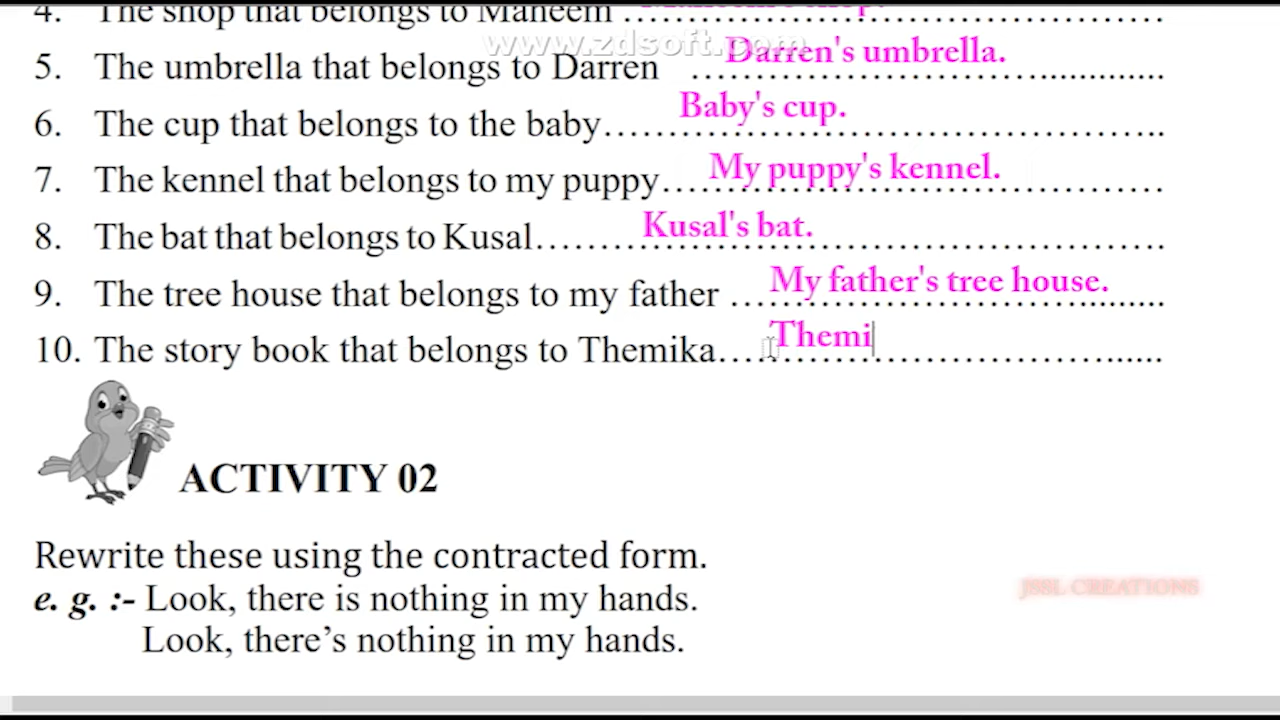 4. The shop that belongs to Maheem ……………………………………
www.zdsoft.com
5. The umbrella that belongs to Darren ……………………………............ Darren's umbrella.
6. The cup that belongs to the baby……………………………………….. Baby's cup.
7. The kennel that belongs to my puppy…………………………………… My puppy's kennel.
8. The bat that belongs to Kusal……………………………………………. Kusal's bat.
9. The tree house that belongs to my father ……………………………....... My father's tree house.
10. The story book that belongs to Themika……………………………...... Themi
ACTIVITY 02
Rewrite these using the contracted form.
e. g. :- Look, there is nothing in my hands.
Look, there’s nothing in my hands.
JSSL CREATIONS